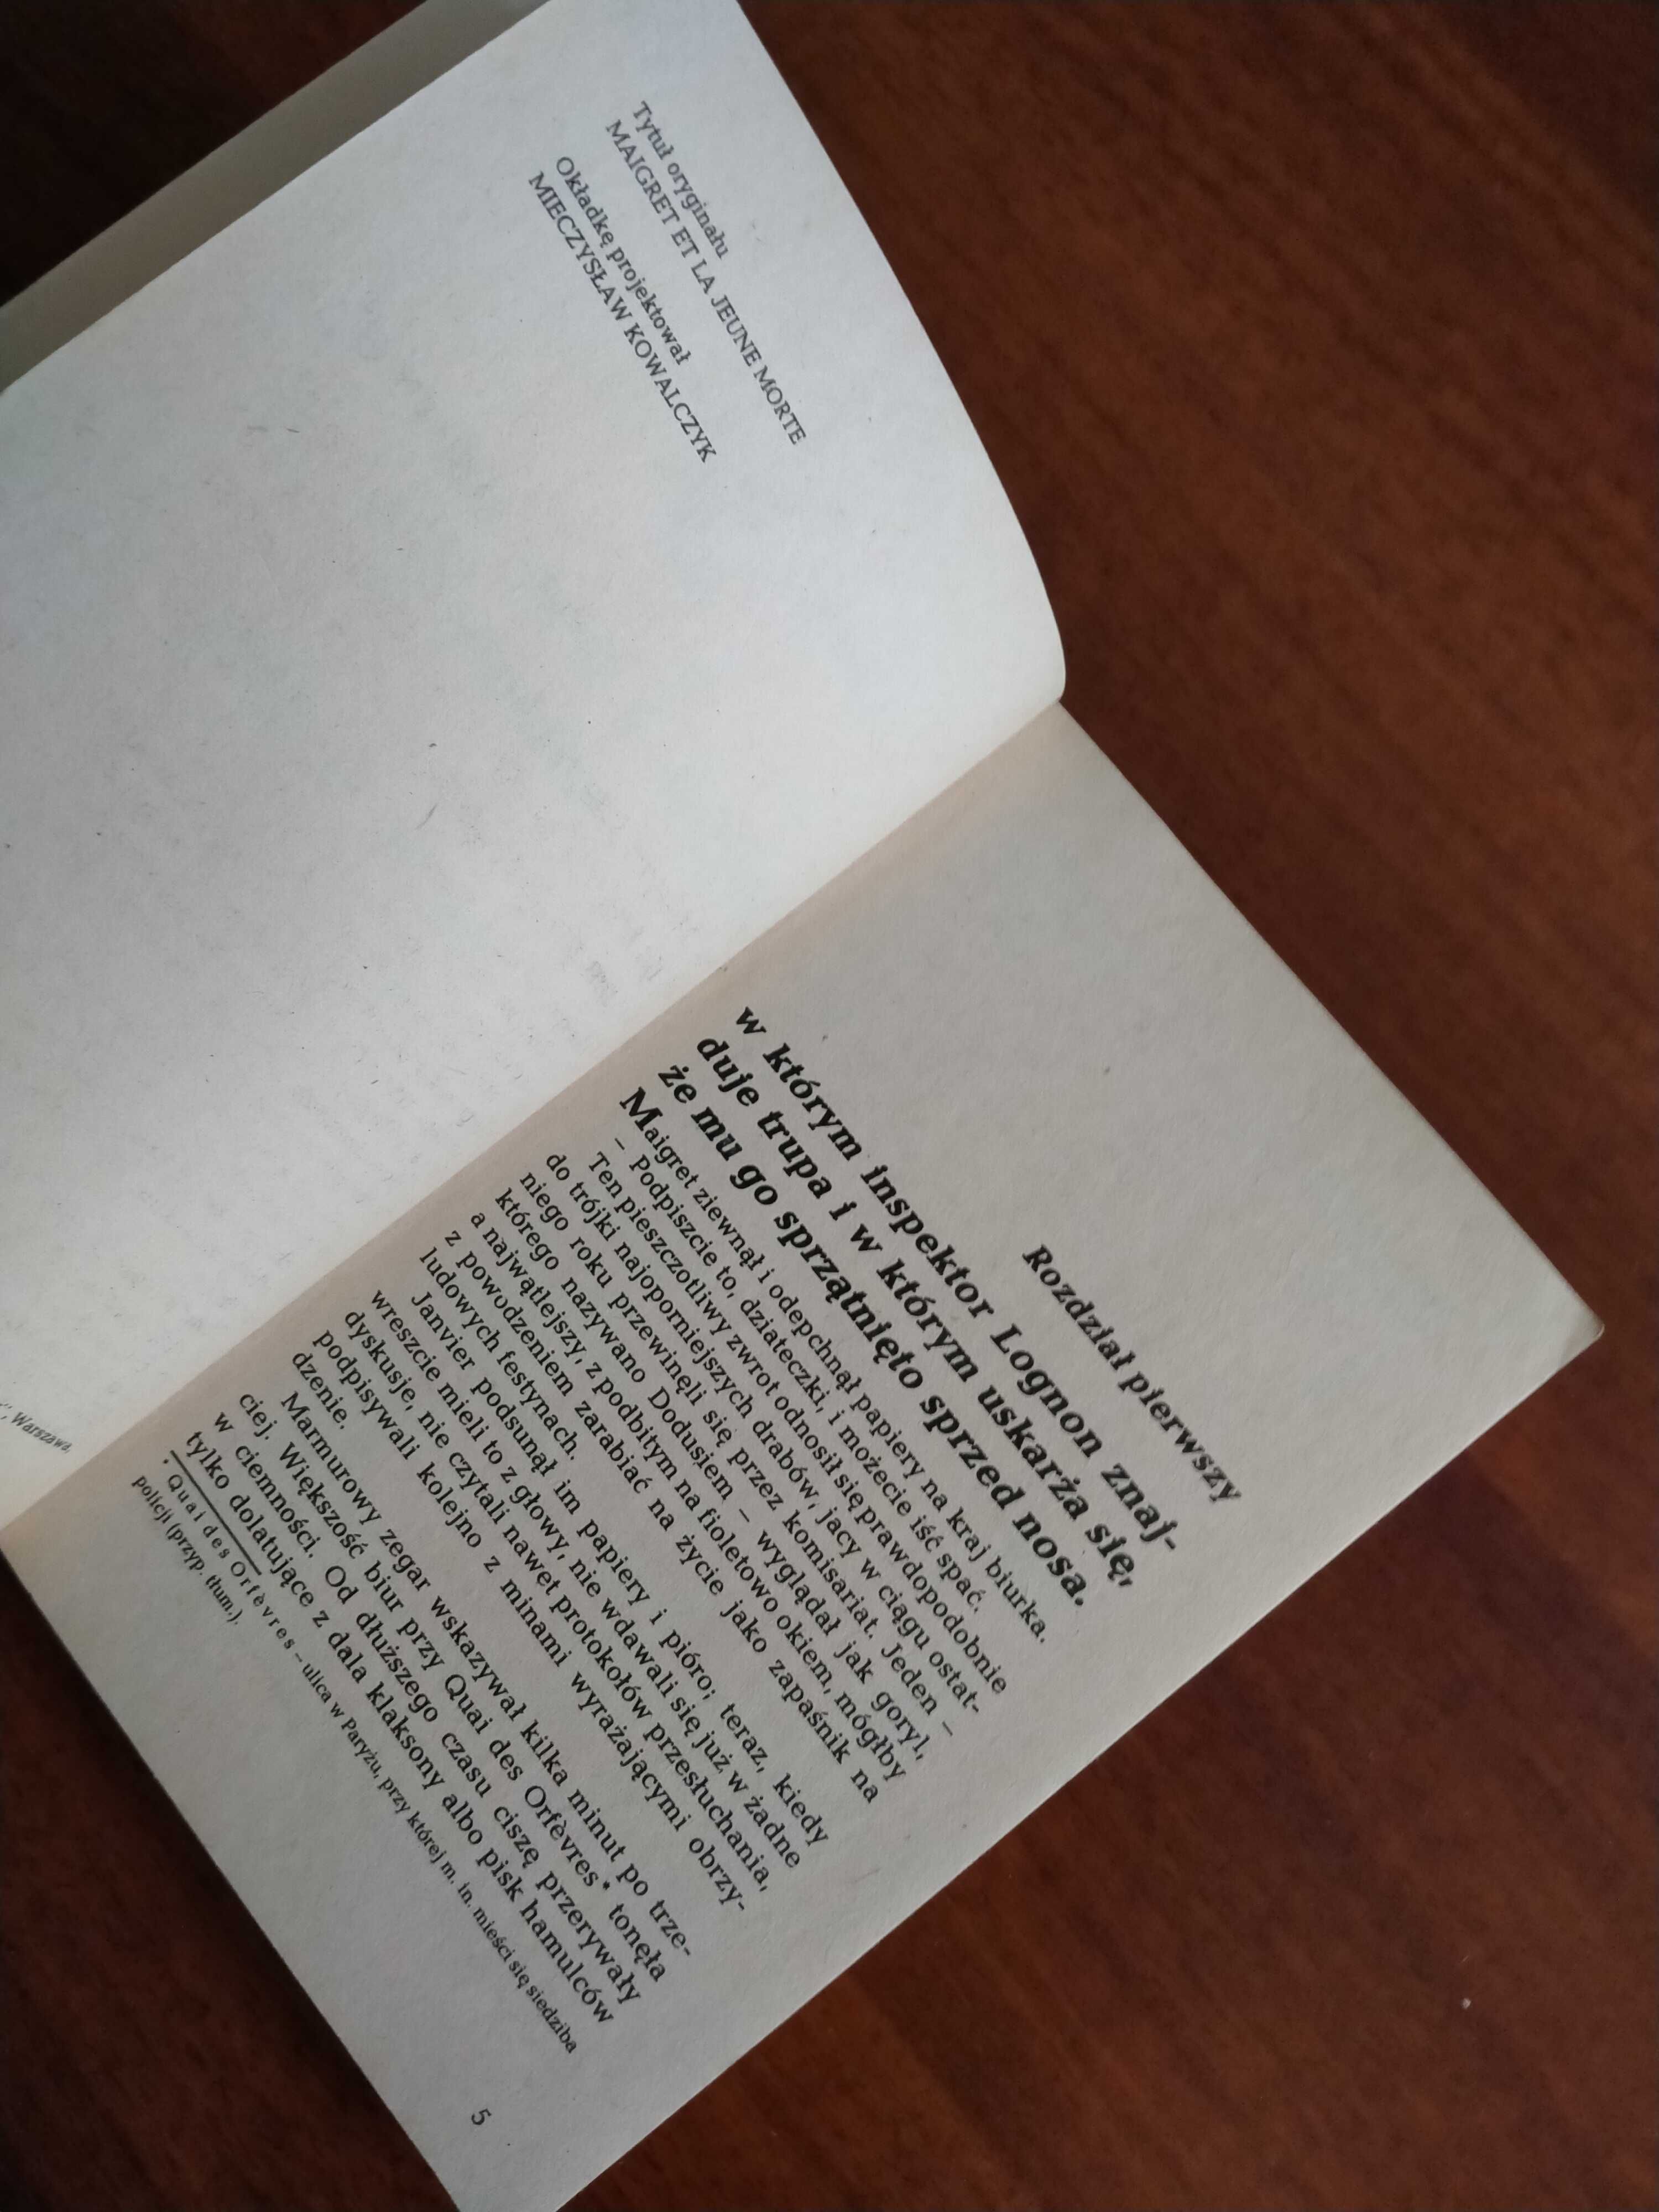 Tytuł oryginału
MAIGRET ET LA JEUNE MORTE
Okładkę projektował
MIECZYSŁAW KOWALCZYK
Warszawa,
Rozdział pierwszy
w którym inspektor Lognon znaj-
duje trupa i w którym uskarża się,
że mu go sprzątnięto sprzed nosa.
Maigret ziewnął i odepchnął papiery na kraj biurka.
– Podpiszcie to, dziateczki, i możecie iść spać.
Ten pieszczotliwy zwrot odnosił się prawdopodobnie
do trójki najoporniejszych drabów, jacy w ciągu ostat-
niego roku przewinęli się przez komisariat. Jeden –
którego nazywano Dodusiem – wyglądał jak goryl,
a najwątlejszy, z podbitym na fioletowo okiem, mógłby
z powodzeniem zarabiać na życie jako zapaśnik na
ludowych festynach.
Janvier podsunął im papiery i pióro; teraz, kiedy
wreszcie mieli to z głowy, nie wdawali się już w żadne
dyskusje, nie czytali nawet protokołów przesłuchania,
podpisywali kolejno z minami wyrażającymi obrzy-
dzenie.
Marmurowy zegar wskazywał kilka minut po trze-
ciej. Większość biur przy Quai des Orfèvres* tonęła
w ciemności. Od dłuższego czasu ciszę przerywały
tylko dolatujące z dala klaksony albo pisk hamulców
* Quai des Orfèvres – ulica w Paryżu, przy której m. in. mieści się siedziba
policji (przyp. tłum.).
5